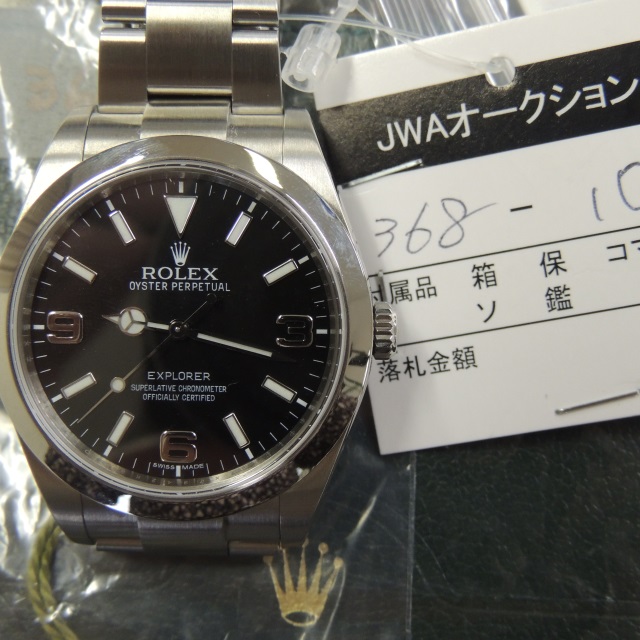 ROLEX
OYSTER PERPETUAL
9
3
EXPLORER
SUPERLATIVE CHRONOMETER
OFFICIALLY CERTIFIED
6
SWISS MADE
JWAオークション
368 - 10
属品 箱 保 コマ
ソ 鑑
落札金額